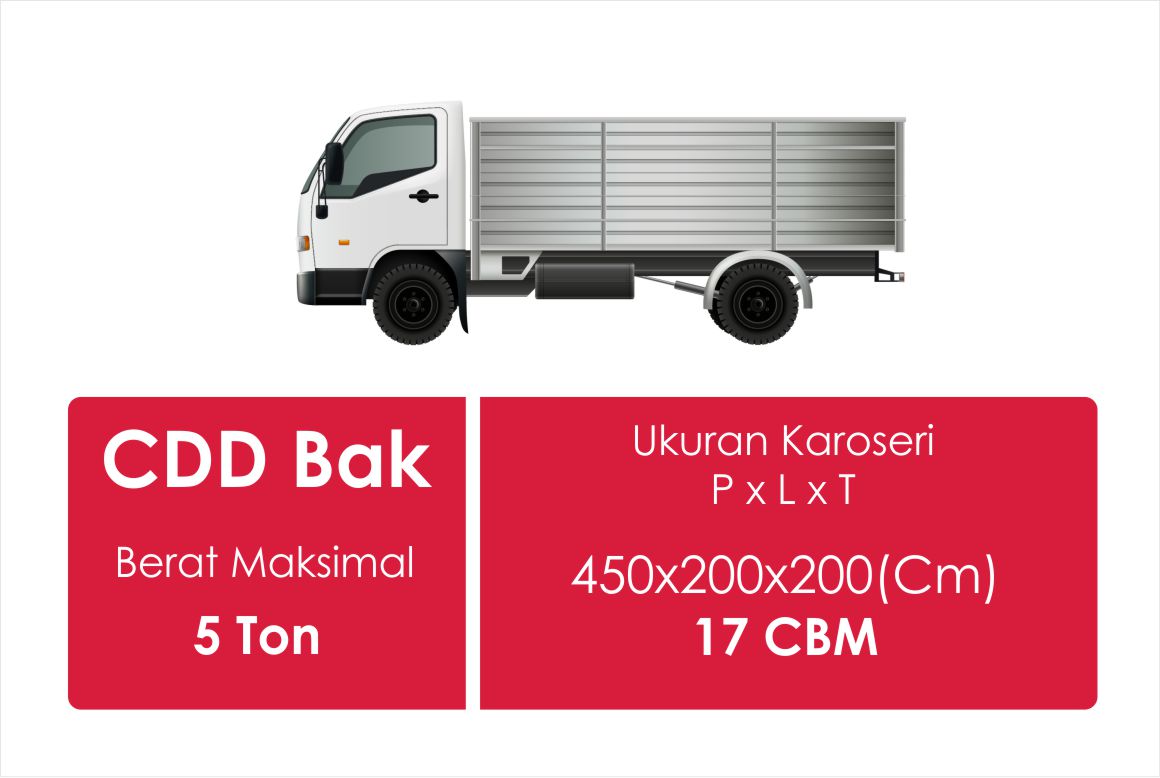 CDD Bak
Berat Maksimal
5 Ton
Ukuran Karoseri
P x L x T
450x200x200(Cm)
17 CBM